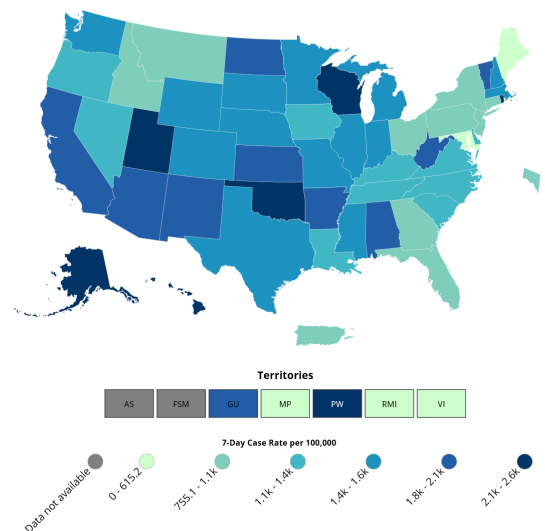 Territories
AS FSM GU MP PW RMI VI
7-Day Case Rate per 100,000
Data not available
0 - 615.2
755.1 - 1.1k
1.1k - 1.4k
1.4k - 1.6k
1.8k - 2.1k
2.1k - 2.6k